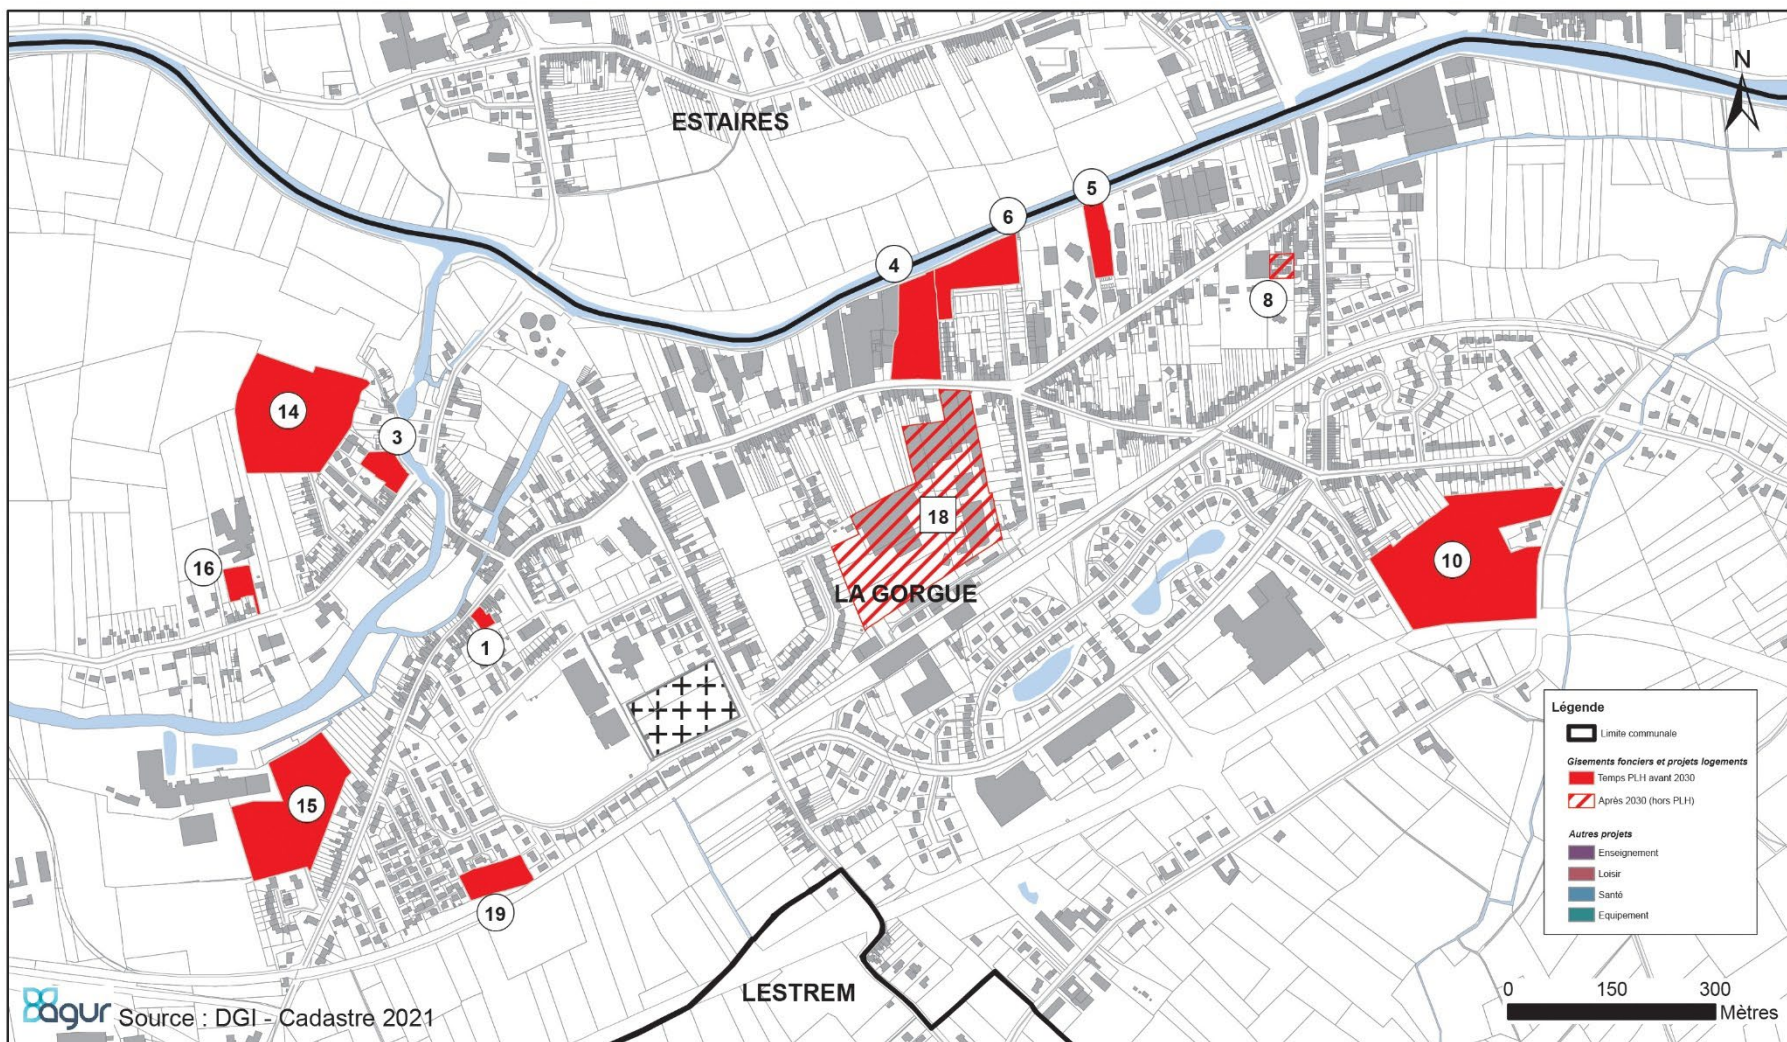 N
ESTAIRES
5
6
4
8
14
3
18
10
16
LA GORGUE
1
15
19
LESTREM
Légende
Limite communale
Gisements fonciers et projets logements
Temps PLH avant 2030
Après 2030 (hors PLH)
Autres projets
Enseignement
Loisir
Santé
Equipement
agur Source : DGI - Cadastre 2021
0 150 300
Mètres